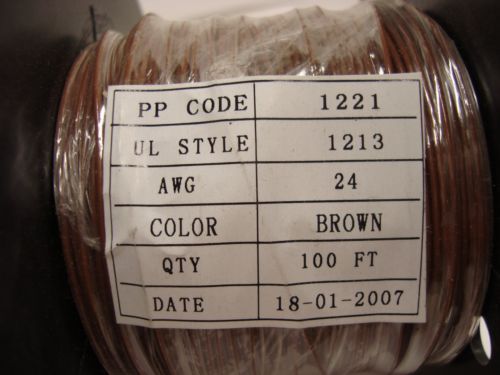 PP CODE 1221
UL STYLE 1213
AWG 24
COLOR BROWN
QTY 100 FT
DATE 18-01-2007